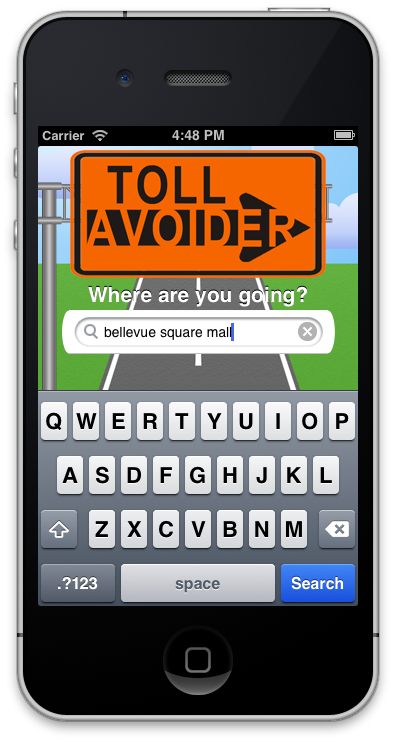 Carrier 4:48 PM
TOLL
AVOIDER
Where are you going?
bellevue square mall
Q W E R T Y U I O P
A S D F G H J K L
Z X C V B N M
.?123 space Search